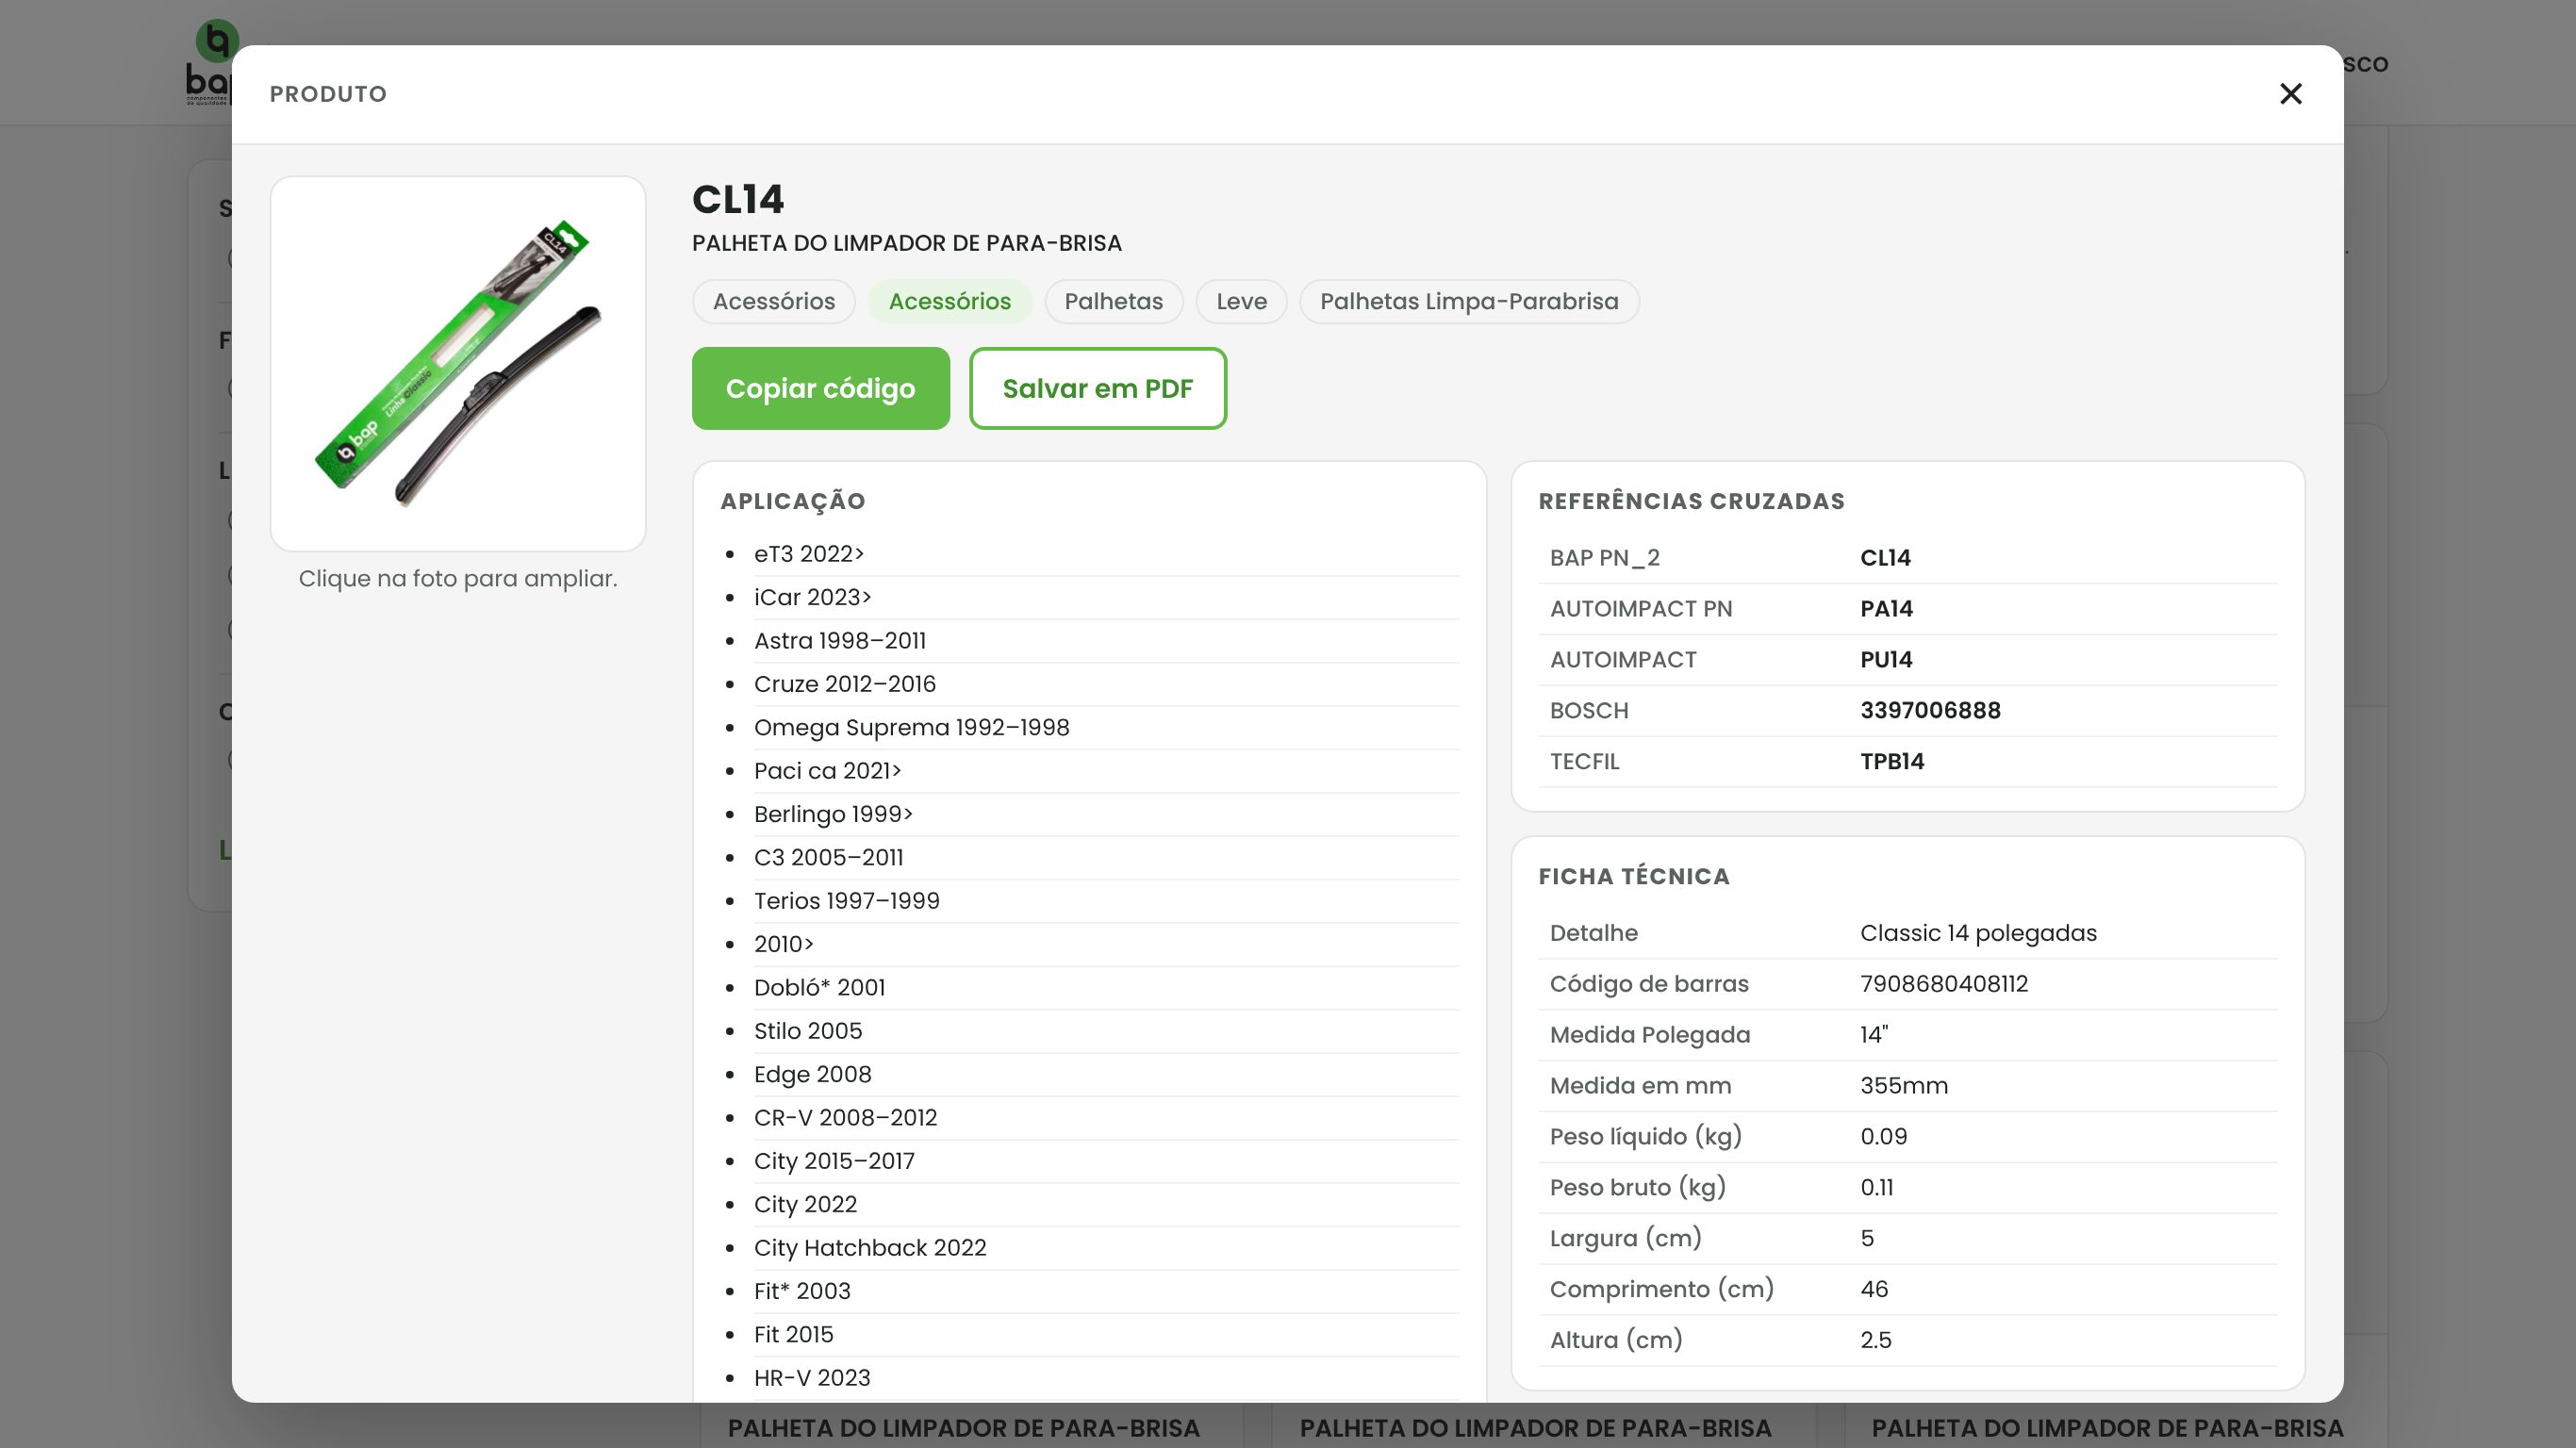 bap
PRODUTO
SCO
CL14
PALHETA DO LIMPADOR DE PARA-BRISA
Acessórios
Acessórios
Palhetas
Leve
Palhetas Limpa-Parabrisa
Copiar código
Salvar em PDF
CL14
Linha Classic
bap
Clique na foto para ampliar.
APLICAÇÃO
eT3 2022>
iCar 2023>
Astra 1998–2011
Cruze 2012–2016
Omega Suprema 1992–1998
Paci ca 2021>
Berlingo 1999>
C3 2005–2011
Terios 1997–1999
2010>
Dobló* 2001
Stilo 2005
Edge 2008
CR-V 2008–2012
City 2015–2017
City 2022
City Hatchback 2022
Fit* 2003
Fit 2015
HR-V 2023
REFERÊNCIAS CRUZADAS
BAP PN_2 CL14
AUTOIMPACT PN PA14
AUTOIMPACT PU14
BOSCH 3397006888
TECFIL TPB14
FICHA TÉCNICA
Detalhe Classic 14 polegadas
Código de barras 7908680408112
Medida Polegada 14"
Medida em mm 355mm
Peso líquido (kg) 0.09
Peso bruto (kg) 0.11
Largura (cm) 5
Comprimento (cm) 46
Altura (cm) 2.5
PALHETA DO LIMPADOR DE PARA-BRISA
PALHETA DO LIMPADOR DE PARA-BRISA
PALHETA DO LIMPADOR DE PARA-BRISA